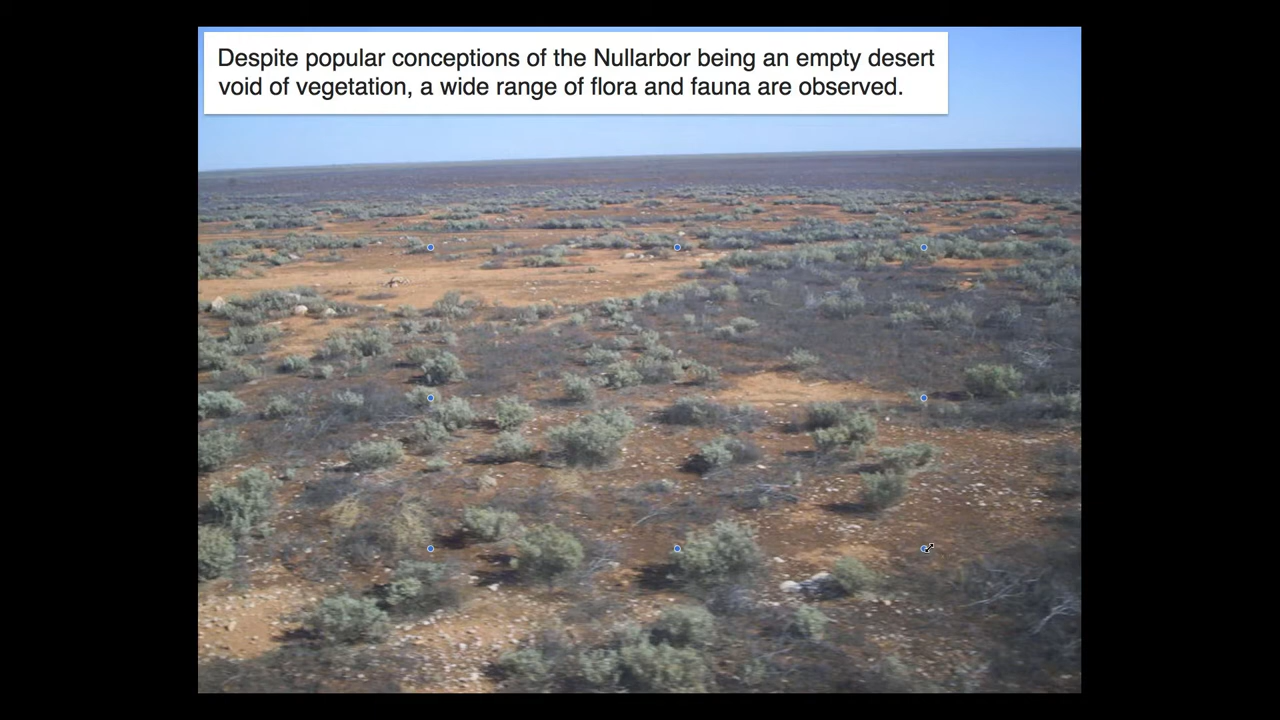 Despite popular conceptions of the Nullarbor being an empty desert
void of vegetation, a wide range of flora and fauna are observed.